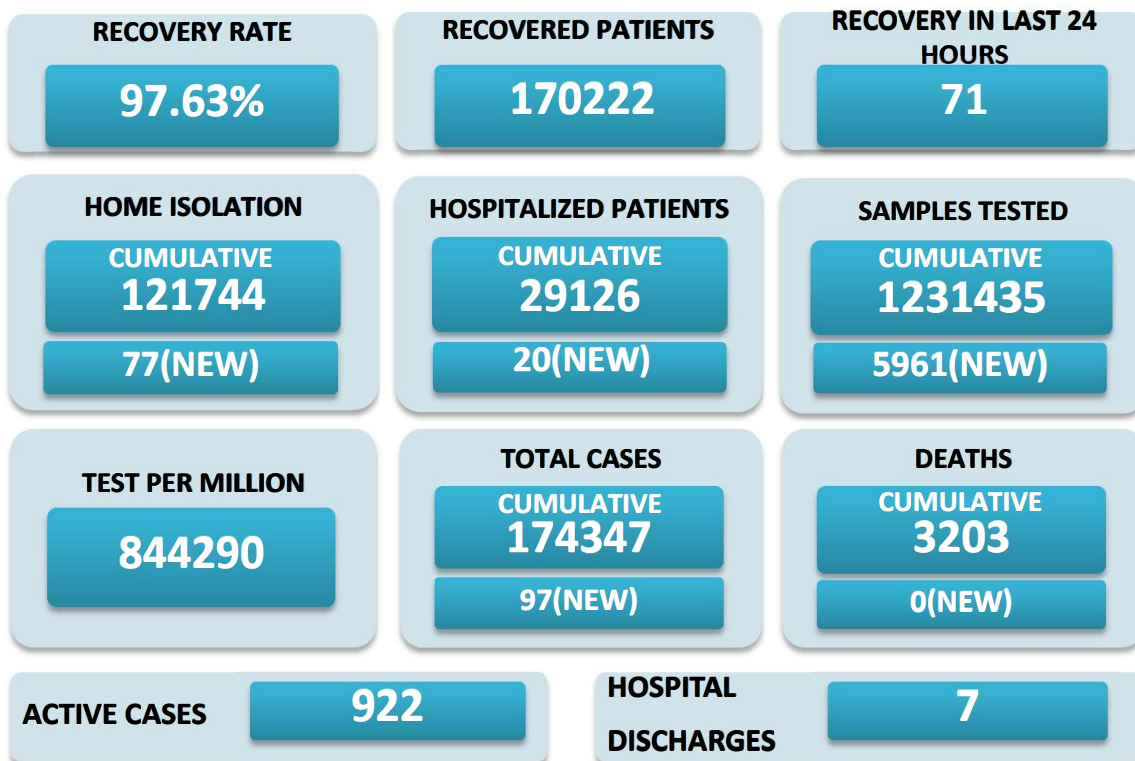 RECOVERY RATE
97.63%
RECOVERED PATIENTS
170222
RECOVERY IN LAST 24
HOURS
71
HOME ISOLATION
CUMULATIVE
121744
77(NEW)
HOSPITALIZED PATIENTS
CUMULATIVE
29126
20(NEW)
SAMPLES TESTED
CUMULATIVE
1231435
5961(NEW)
TEST PER MILLION
844290
TOTAL CASES
CUMULATIVE
174347
97(NEW)
DEATHS
CUMULATIVE
3203
0(NEW)
ACTIVE CASES
922
HOSPITAL
DISCHARGES
7